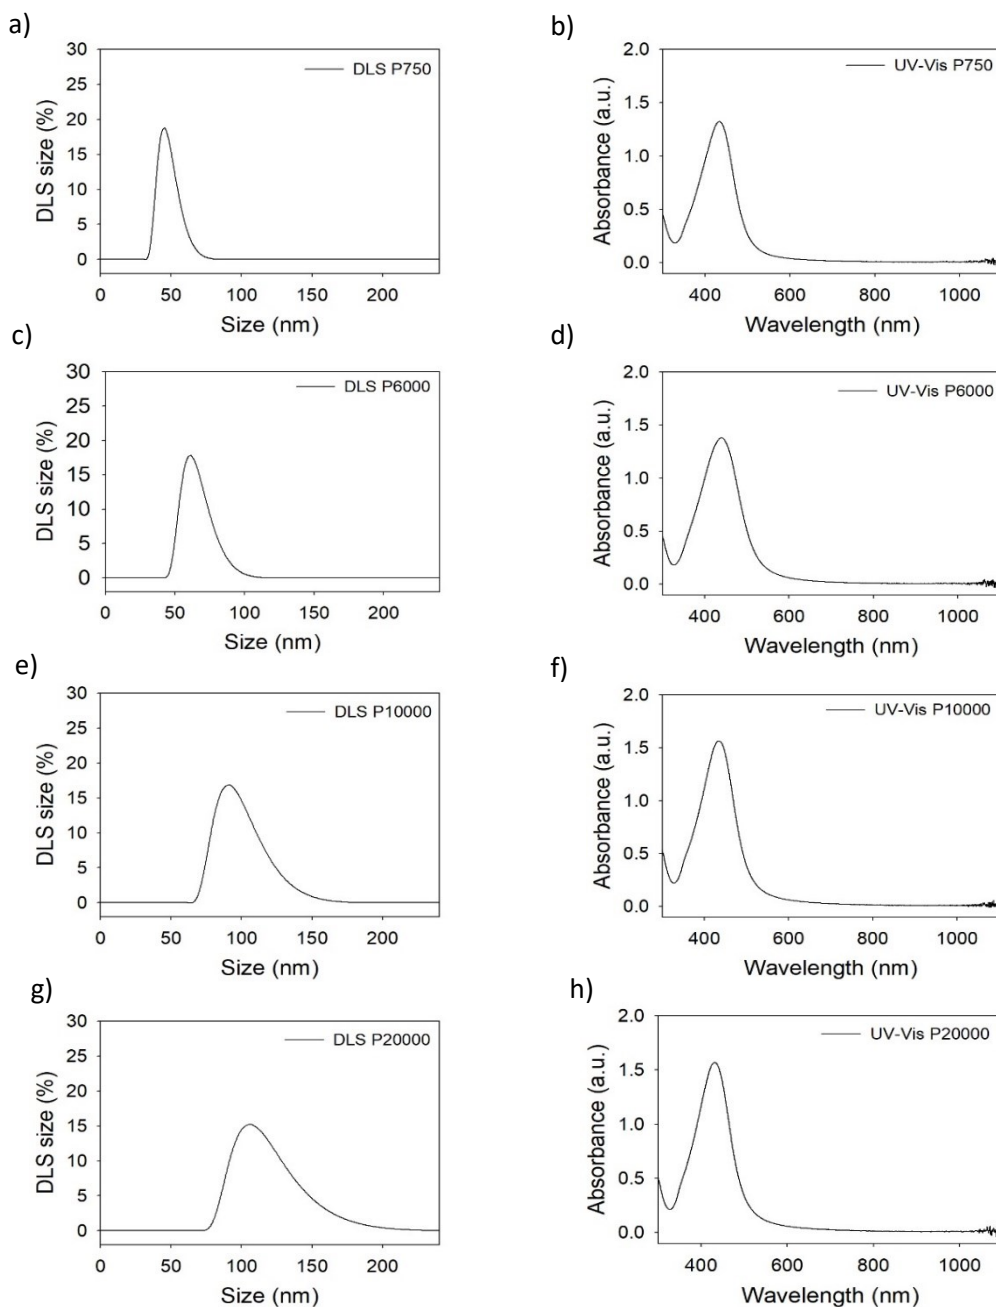 a)
DLS size (%)
30
25
20
15
10
5
0
DLS P750
0 50 100 150 200
Size (nm)
b)
Absorbance (a.u.)
2.0
1.5
1.0
0.5
0.0
UV-Vis P750
400 600 800 1000
Wavelength (nm)
c)
DLS size (%)
30
25
20
15
10
5
0
DLS P6000
0 50 100 150 200
Size (nm)
d)
Absorbance (a.u.)
2.0
1.5
1.0
0.5
0.0
UV-Vis P6000
400 600 800 1000
Wavelength (nm)
e)
DLS size (%)
30
25
20
15
10
5
0
DLS P10000
0 50 100 150 200
Size (nm)
f)
Absorbance (a.u.)
2.0
1.5
1.0
0.5
0.0
UV-Vis P10000
400 600 800 1000
Wavelength (nm)
g)
DLS size (%)
30
25
20
15
10
5
0
DLS P20000
0 50 100 150 200
Size (nm)
h)
Absorbance (a.u.)
2.0
1.5
1.0
0.5
0.0
UV-Vis P20000
400 600 800 1000
Wavelength (nm)